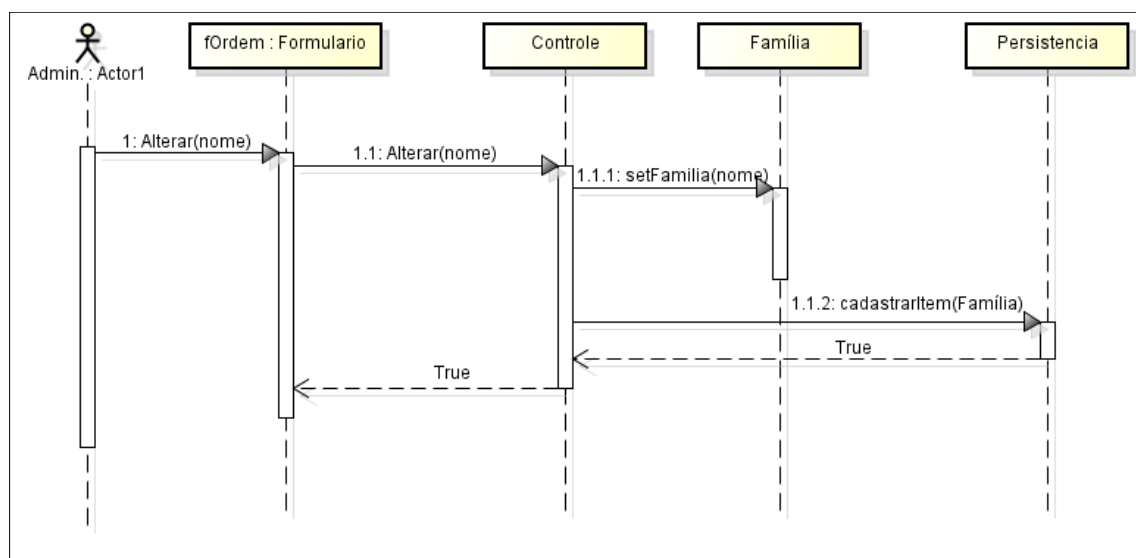 Admin. : Actor1
fOrdem : Formulario
Controle
Família
Persistencia
1: Alterar(nome)
1.1: Alterar(nome)
1.1.1: setFamilia(nome)
1.1.2: cadastrarItem(Família)
True
True